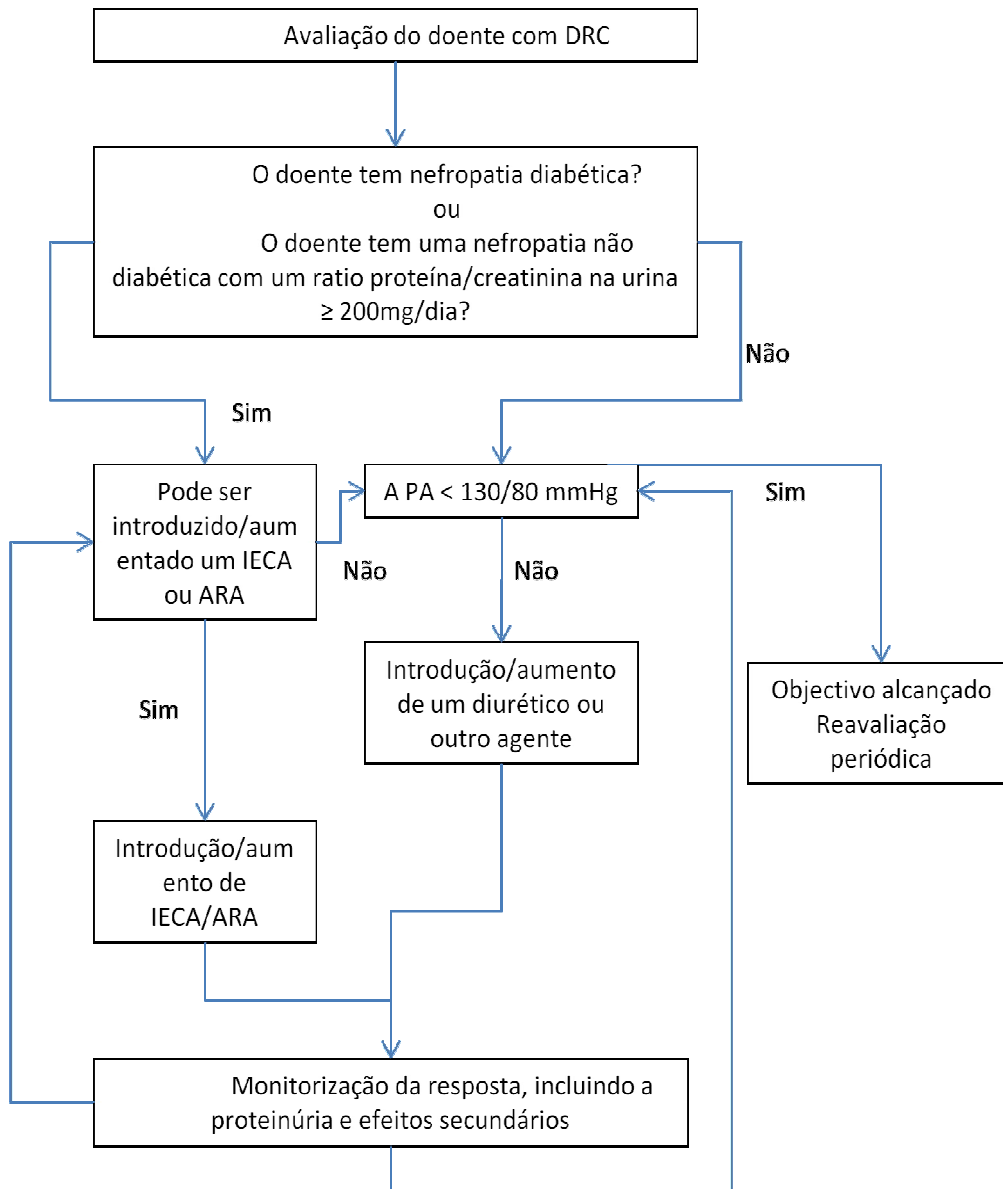 Avaliação do doente com DRC
O doente tem nefropatia diabética?
ou
O doente tem uma nefropatia não
diabética com um ratio proteína/creatinina na urina
≥ 200mg/dia?
Não
Sim
Pode ser
introduzido/aum
entado um IECA
ou ARA
A PA < 130/80 mmHg
Sim
Não
Não
Introdução/aumento
de um diurético ou
outro agente
Objectivo alcançado
Reavaliação
periódica
Sim
Introdução/aum
ento de
IECA/ARA
Monitorização da resposta, incluindo a
proteinúria e efeitos secundários